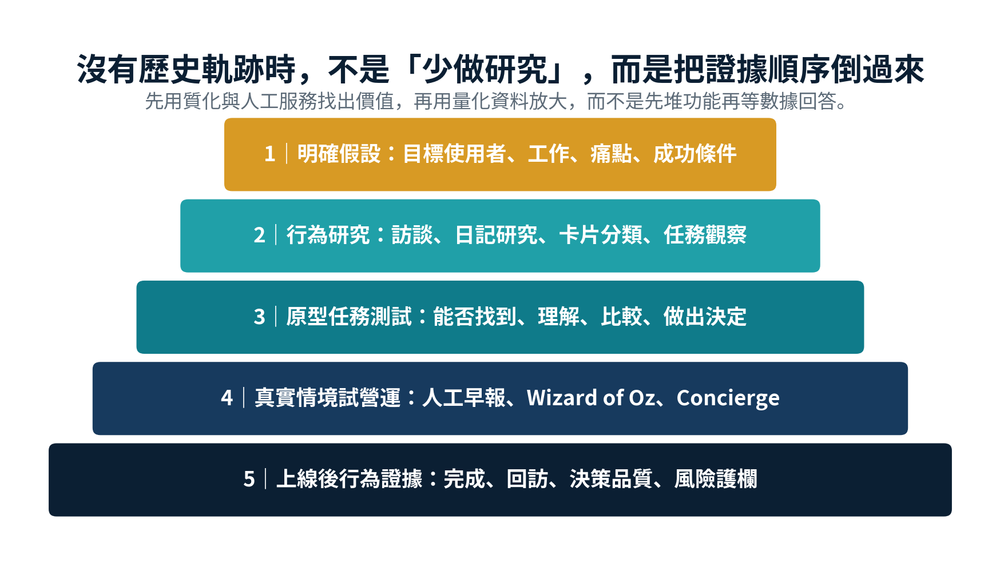 沒有歷史軌跡時，不是「少做研究」，而是把證據順序倒過來
先用質化與人工服務找出價值，再用量化資料放大，而不是先堆功能再等數據回答。
1｜明確假設：目標使用者、工作、痛點、成功條件
2｜行為研究：訪談、日記研究、卡片分類、任務觀察
3｜原型任務測試：能否找到、理解、比較、做出決定
4｜真實情境試營運：人工早報、Wizard of Oz、Concierge
5｜上線後行為證據：完成、回訪、決策品質、風險護欄